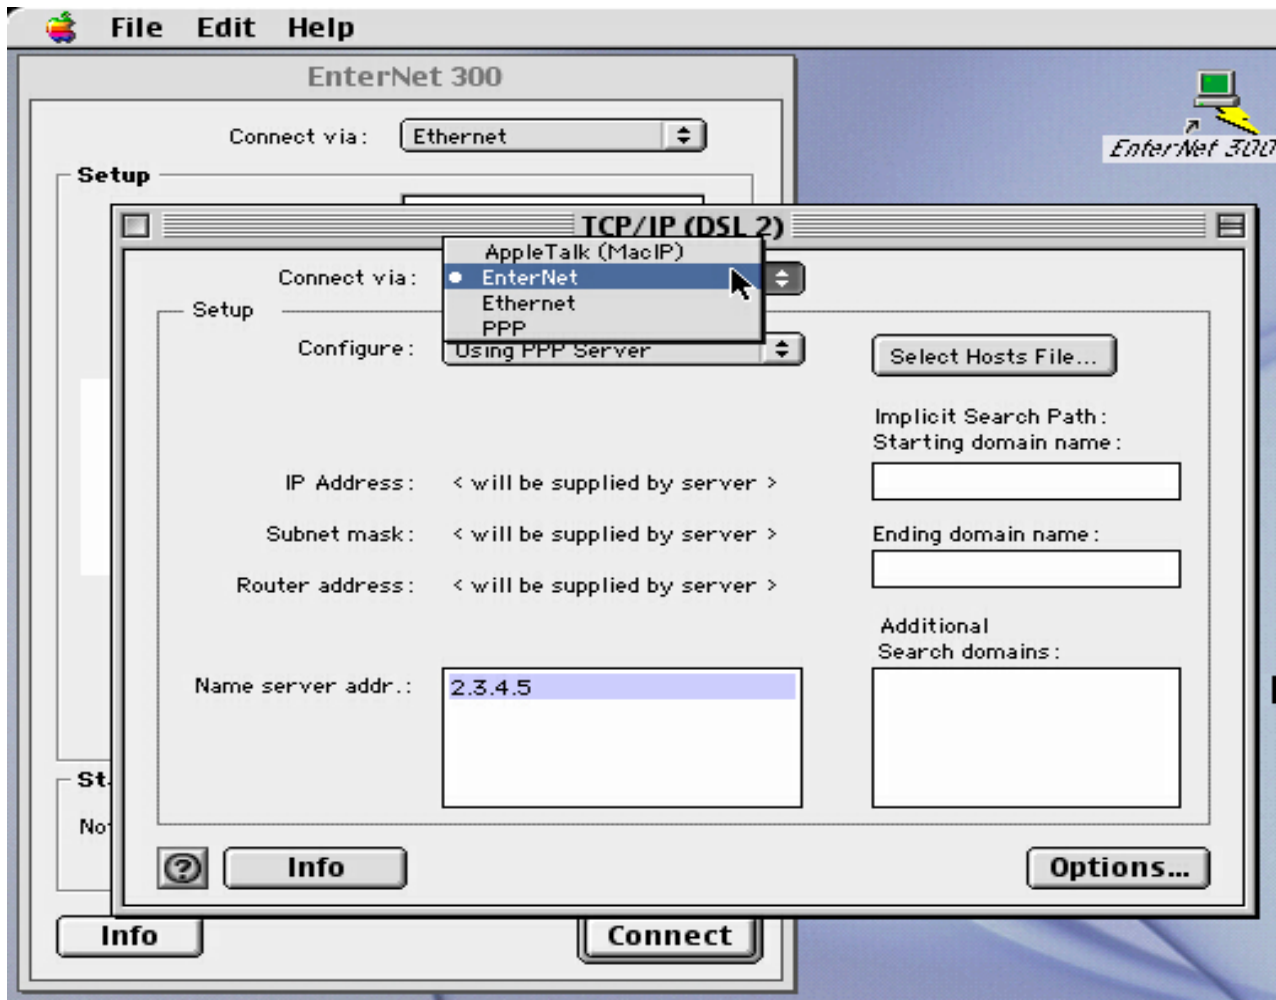 File Edit Help
EnterNet 300
EnterNet 300
Connect via: Ethernet
Setup
TCP/IP (DSL 2)
AppleTalk (MacIP)
Connect via: EnterNet
Ethernet
PPP
Setup
Configure: Using PPP Server
Select Hosts File...
Implicit Search Path:
Starting domain name:
IP Address: < will be supplied by server >
Subnet mask: < will be supplied by server >
Ending domain name:
Router address: < will be supplied by server >
Additional
Search domains:
Name server addr.: 2.3.4.5
St
No
Info
Options...
Info
Connect